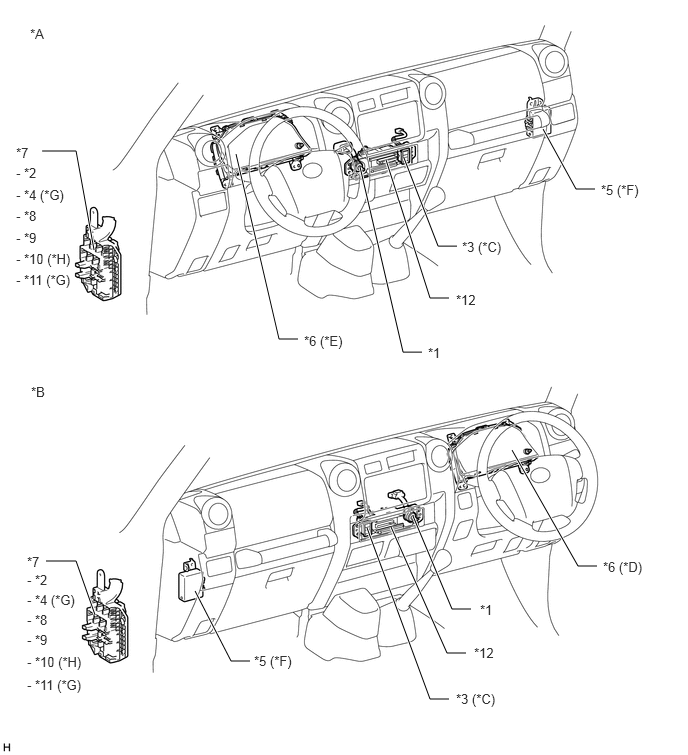 *A
*7
- *2
- *4 (*G)
- *8
- *9
- *10 (*H)
- *11 (*G)
*5 (*F)
*3 (*C)
*12
*6 (*E)
*1
*B
*7
- *2
- *4 (*G)
- *8
- *9
- *10 (*H)
- *11 (*G)
*6 (*D)
*1
*12
*5 (*F)
*3 (*C)
H